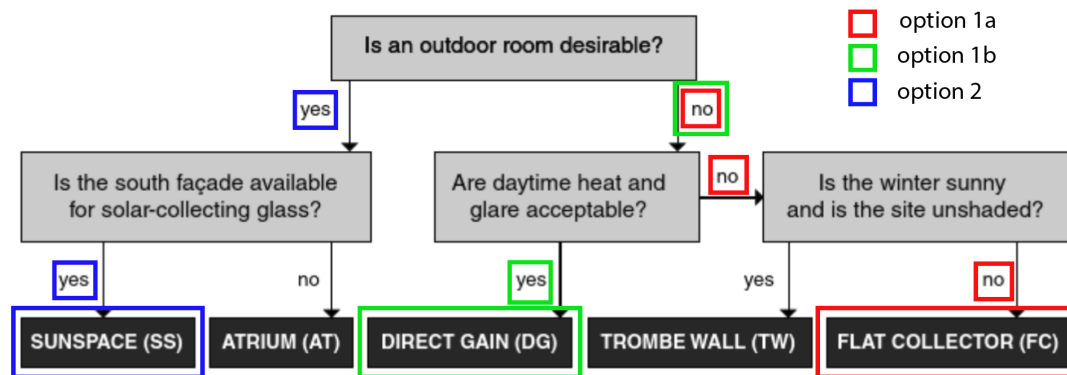 option 1a
option 1b
option 2
Is an outdoor room desirable?
yes
no
Is the south façade available
for solar-collecting glass?
Are daytime heat and
glare acceptable?
no
Is the winter sunny
and is the site unshaded?
yes
no
yes
yes
no
SUNSPACE (SS)
ATRIUM (AT)
DIRECT GAIN (DG)
TROMBE WALL (TW)
FLAT COLLECTOR (FC)